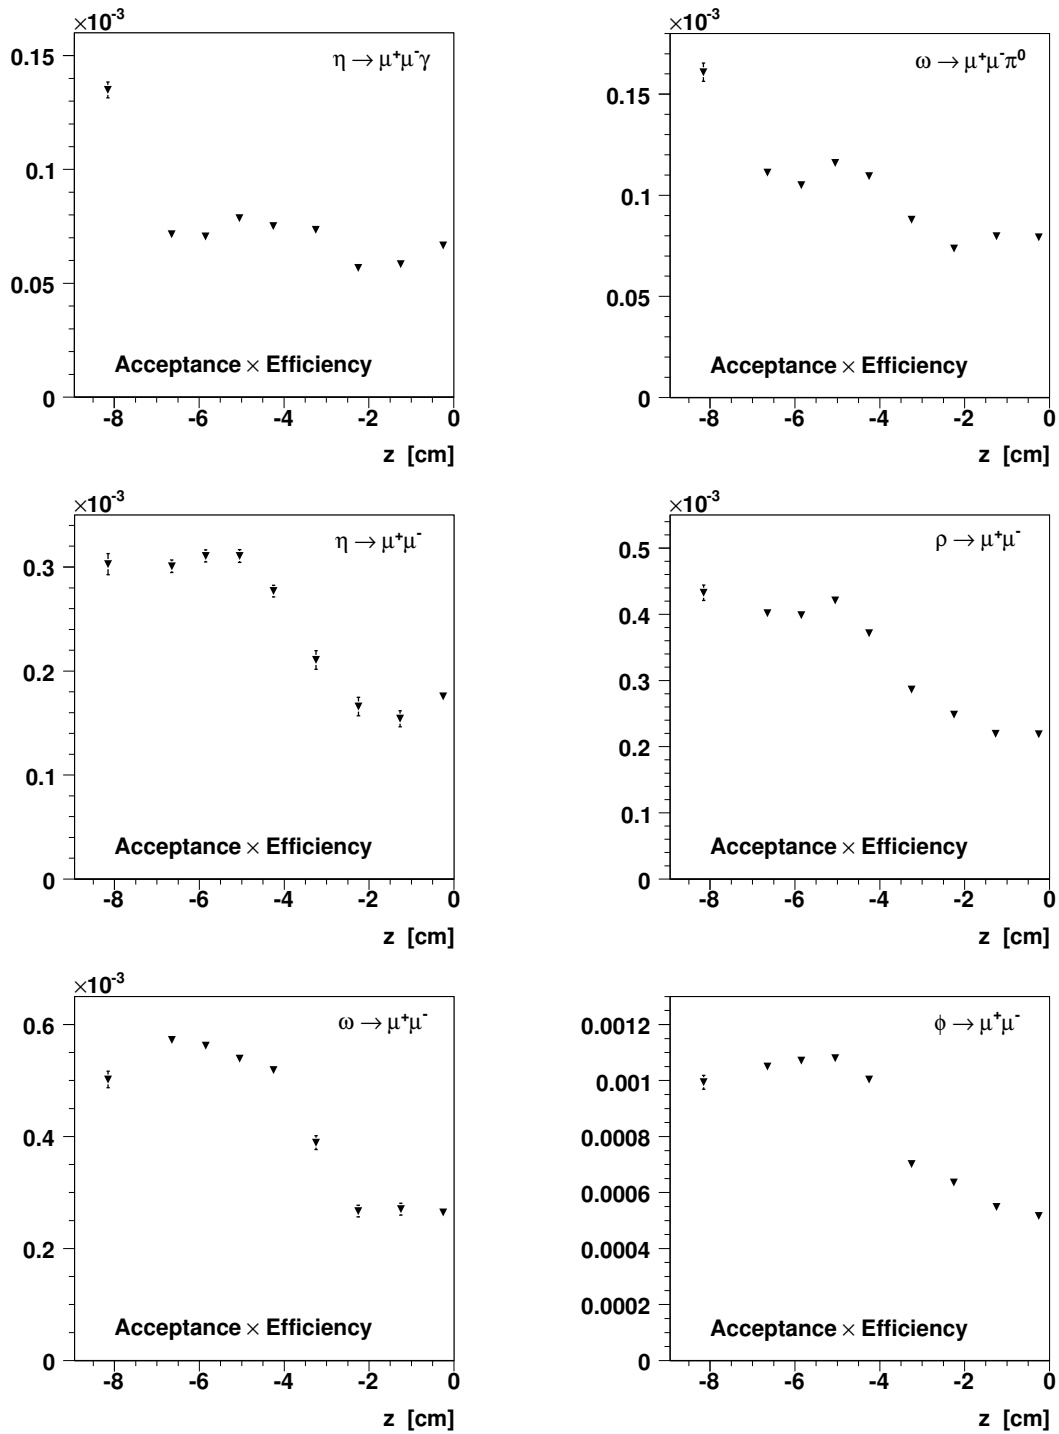 ×10⁻³
η → μ⁺μ⁻γ
0.15
0.1
0.05
0
Acceptance × Efficiency
-8 -6 -4 -2 0
z [cm]
×10⁻³
ω → μ⁺μ⁻π⁰
0.15
0.1
0.05
0
Acceptance × Efficiency
-8 -6 -4 -2 0
z [cm]
×10⁻³
η → μ⁺μ⁻
0.3
0.2
0.1
0
Acceptance × Efficiency
-8 -6 -4 -2 0
z [cm]
×10⁻³
ρ → μ⁺μ⁻
0.5
0.4
0.3
0.2
0.1
0
Acceptance × Efficiency
-8 -6 -4 -2 0
z [cm]
×10⁻³
ω → μ⁺μ⁻
0.6
0.4
0.2
0
Acceptance × Efficiency
-8 -6 -4 -2 0
z [cm]
ϕ → μ⁺μ⁻
0.0012
0.001
0.0008
0.0006
0.0004
0.0002
0
Acceptance × Efficiency
-8 -6 -4 -2 0
z [cm]